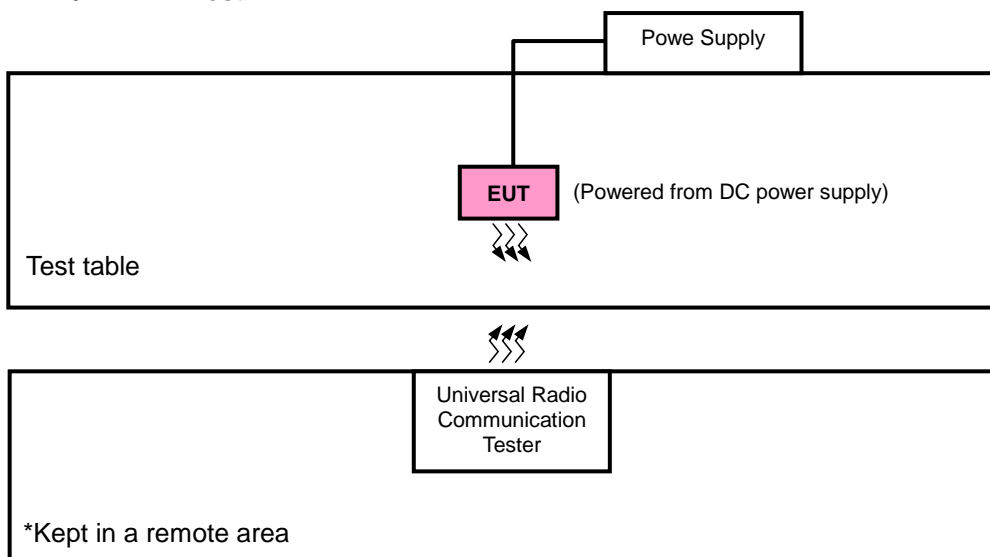 Powe Supply
EUT
(Powered from DC power supply)
Test table
Universal Radio
Communication
Tester
*Kept in a remote area